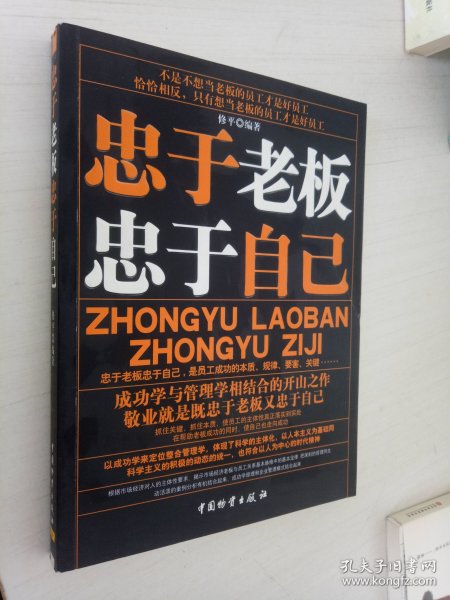 不是不想当老板的员工才是好员工
恰恰相反，只有想当老板的员工才是好员工
修平◎编著
忠于老板
忠于自己
ZHONGYU LAOBAN
ZHONGYU ZIJI
忠于老板忠于自己，是员工成功的本质、规律、要害、关键……
成功学与管理学相结合的开山之作
敬业就是既忠于老板又忠于自己
抓住关键，抓住本质，使员工的主体性真正落实到实处
在帮助老板成功的同时，使自己也走向成功
以成功学来定位整合管理学，体现了科学的主体化，以人本主义为基础同
科学主义的积极的动态的统一，也符合以人为中心的时代精神
中国物资出版社
忠于老板 忠于自己
孔夫子旧书网
www.kongfz.com